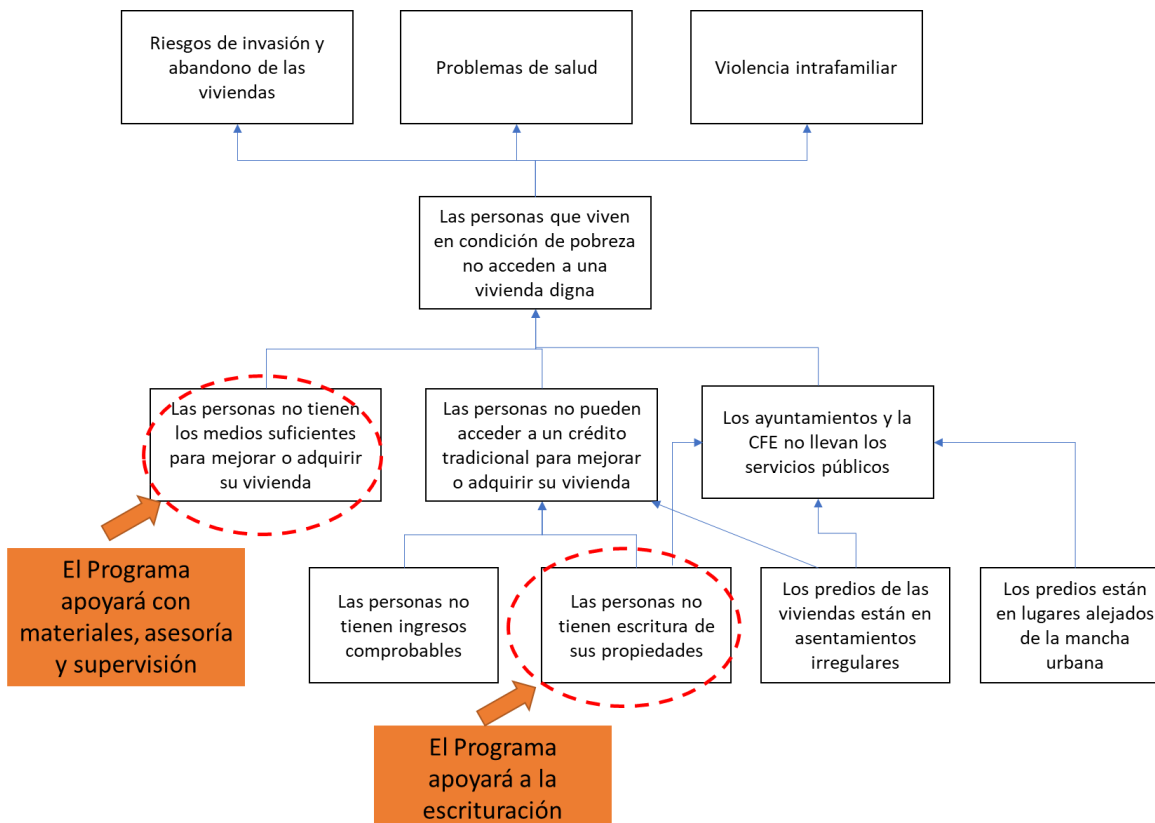 Riesgos de invasión y
abandono de las
viviendas
Problemas de salud
Violencia intrafamiliar
Las personas que viven
en condición de pobreza
no acceden a una
vivienda digna
Las personas no tienen
los medios suficientes
para mejorar o adquirir
su vivienda
Las personas no pueden
acceder a un crédito
tradicional para mejorar
o adquirir su vivienda
Los ayuntamientos y la
CFE no llevan los
servicios públicos
El Programa
apoyará con
materiales, asesoría
y supervisión
Las personas no
tienen ingresos
comprobables
Las personas no
tienen escritura de
sus propiedades
Los predios de las
viviendas están en
asentamientos
irregulares
Los predios están
en lugares alejados
de la mancha
urbana
El Programa
apoyará a la
escrituración